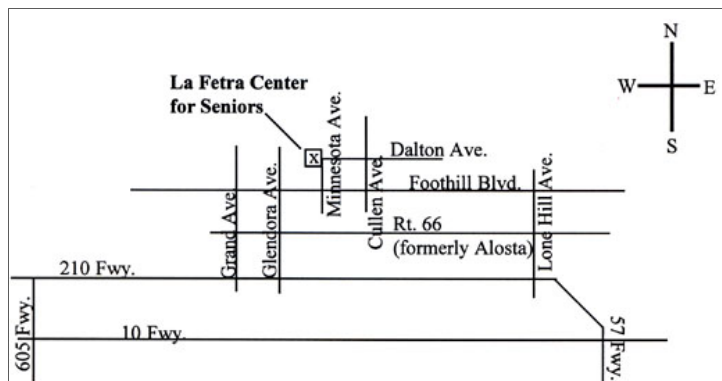 N
La Fetra Center
for Seniors
W E
S
X
Minnesota Ave.
Dalton Ave.
Cullen Ave.
Foothill Blvd.
Grand Ave.
Glendora Ave.
Lone Hill Ave.
Rt. 66
(formerly Alosta)
210 Fwy.
605 Fwy.
10 Fwy.
57 Fwy.